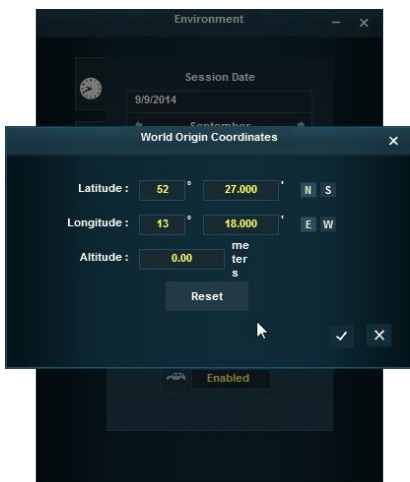 Environment
Session Date
9/9/2014
September
World Origin Coordinates
Latitude : 52 ° 27.000 ' N S
Longitude : 13 ° 18.000 ' E W
Altitude : 0.00 me
ter
s
Reset
Enabled